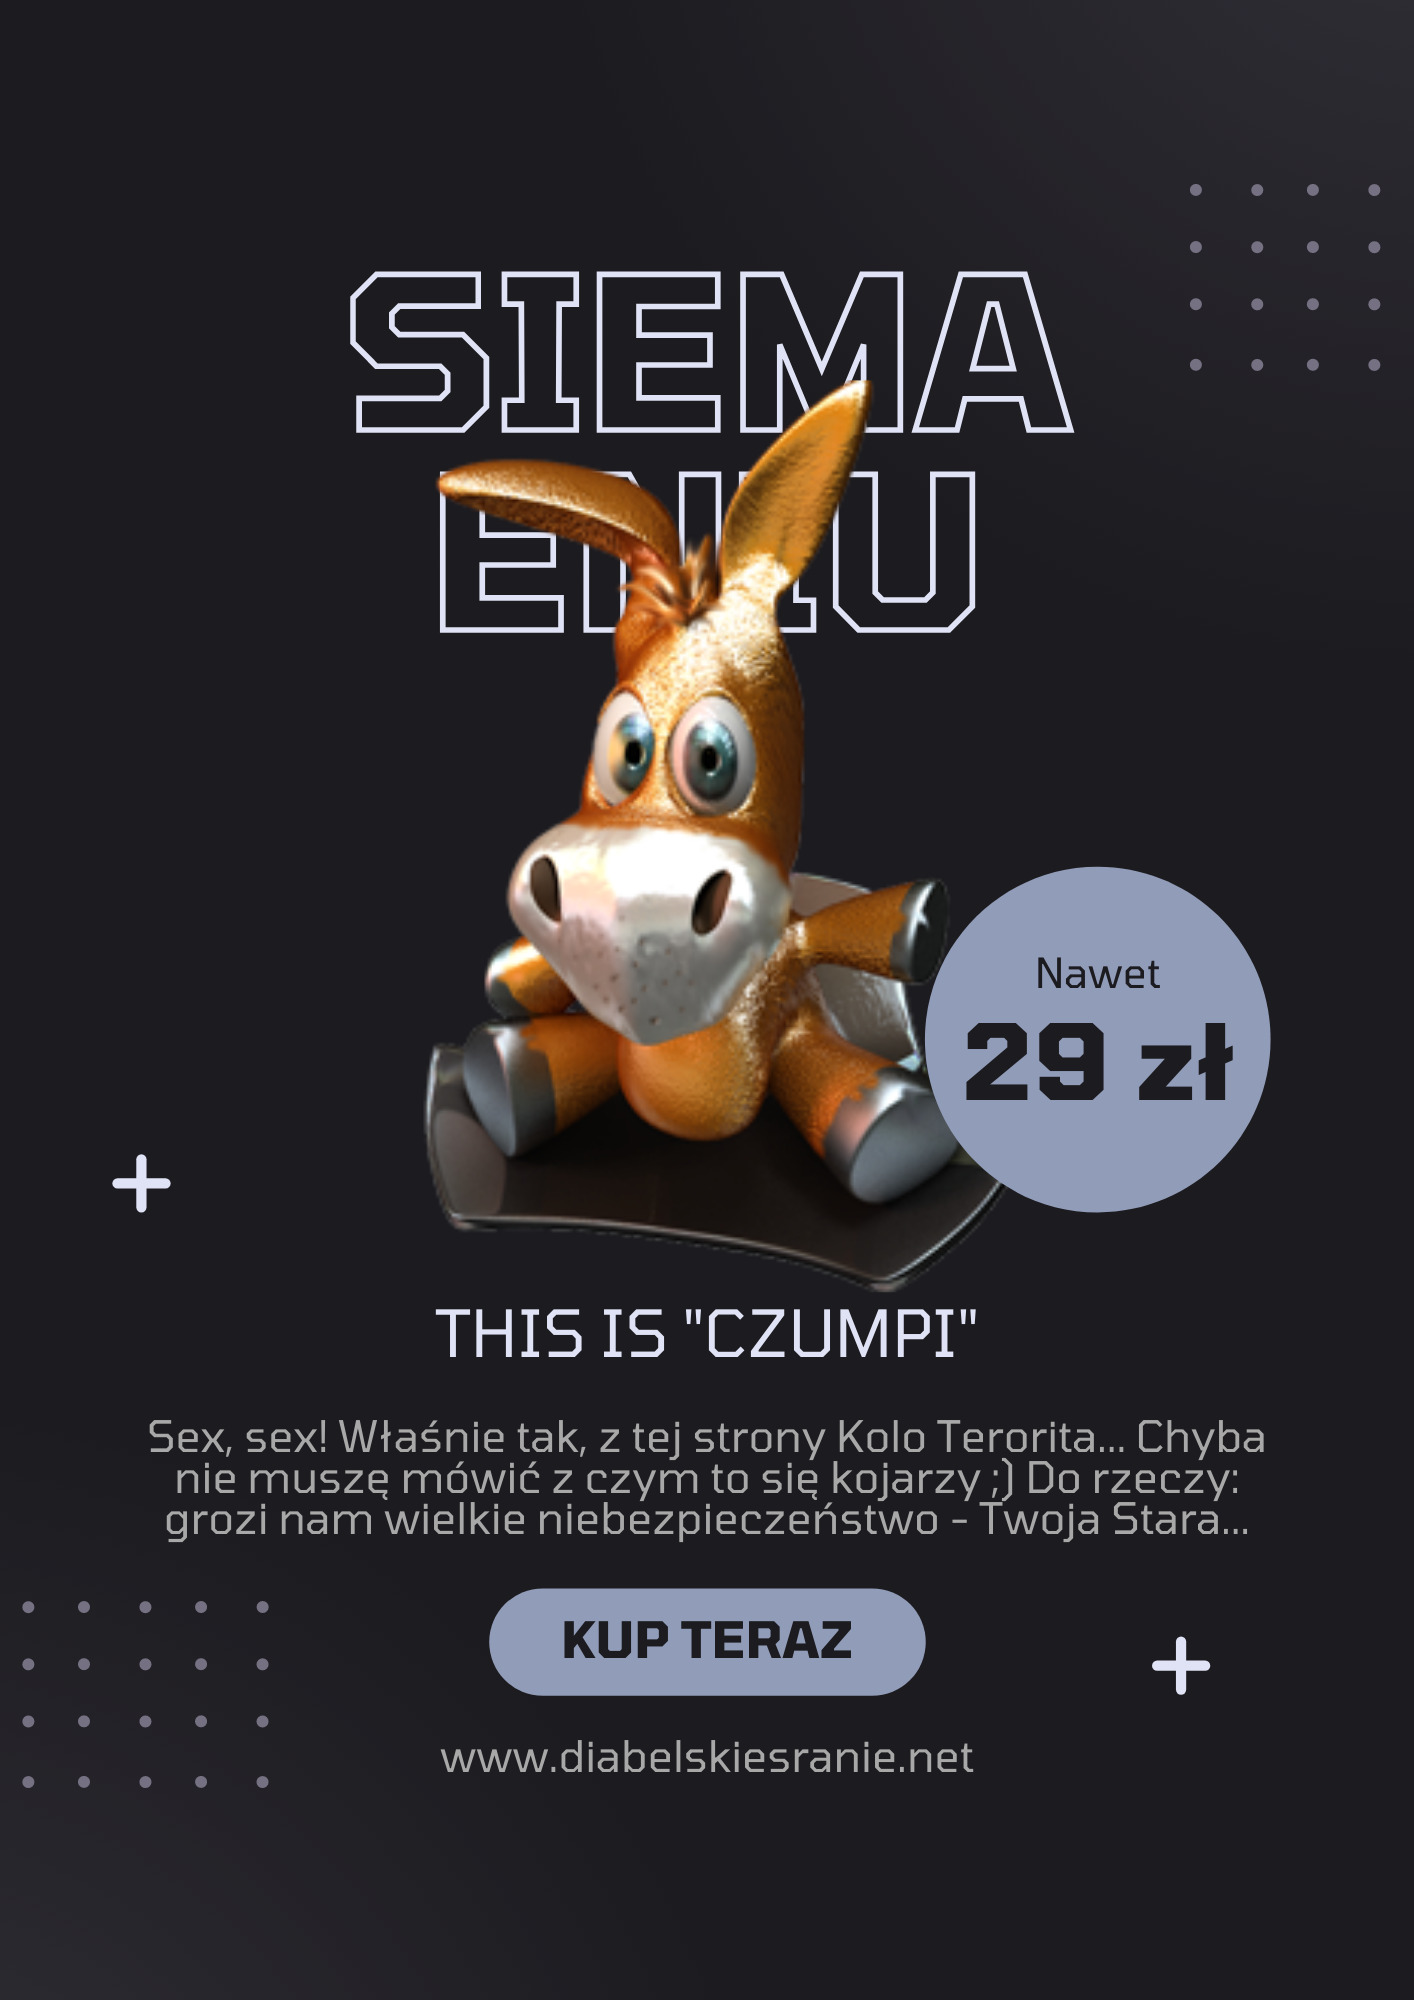 SIEMA
Nawet
29 zł
THIS IS "CZUMPI"
Sex, sex! Właśnie tak, z tej strony Kolo Terorita... Chyba
nie muszę mówić z czym to się kojarzy ;) Do rzeczy:
grozi nam wielkie niebezpieczeństwo - Twoja Stara...
KUP TERAZ
www.diabelskiesranie.net